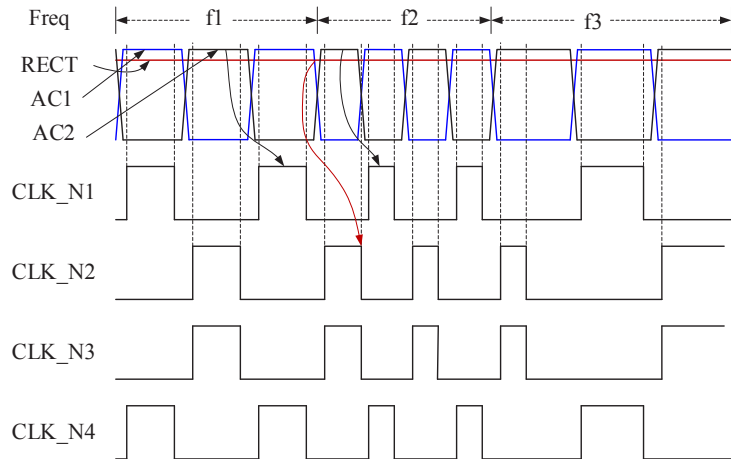 Freq f1 f2 f3
RECT
AC1
AC2
CLK_N1
CLK_N2
CLK_N3
CLK_N4